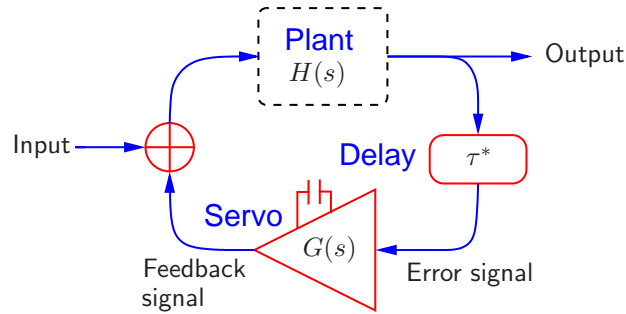 Plant
H(s)
Output
Input
Delay
τ*
Servo
G(s)
Feedback
signal
Error signal